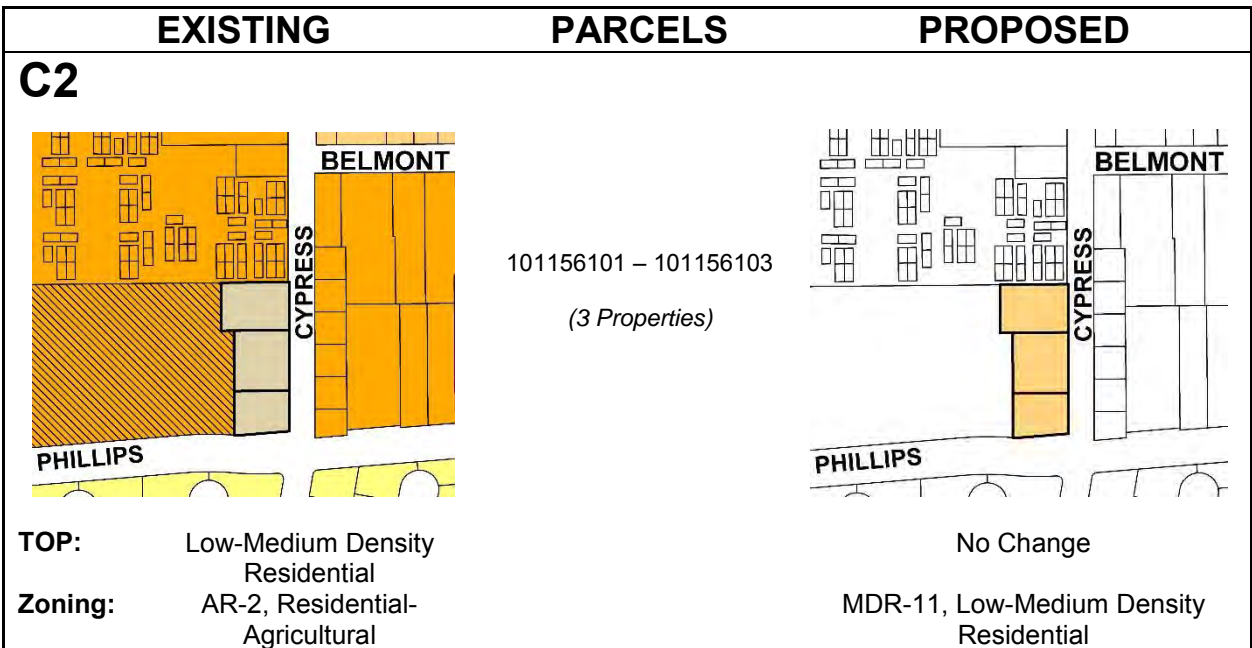 EXISTING PARCELS PROPOSED
C2
BELMONT
CYPRESS
PHILLIPS
101156101 – 101156103
(3 Properties)
BELMONT
CYPRESS
PHILLIPS
TOP: Low-Medium Density No Change
Residential
Zoning: AR-2, Residential- MDR-11, Low-Medium Density
Agricultural Residential